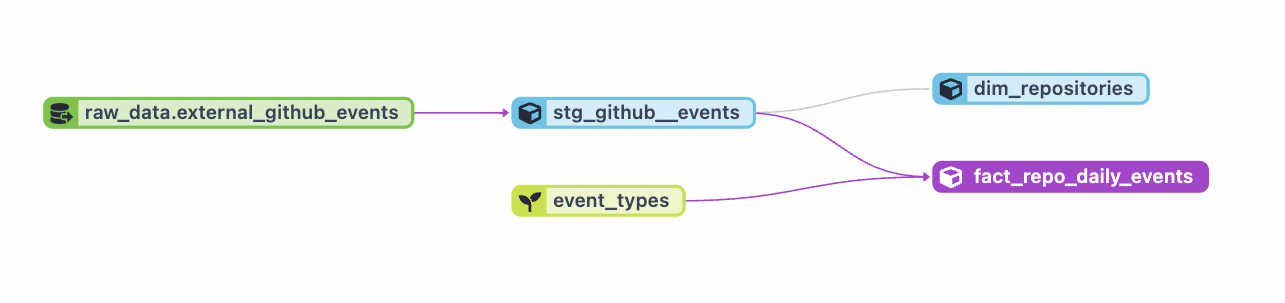 dim_repositories
raw_data.external_github_events
stg_github__events
fact_repo_daily_events
event_types